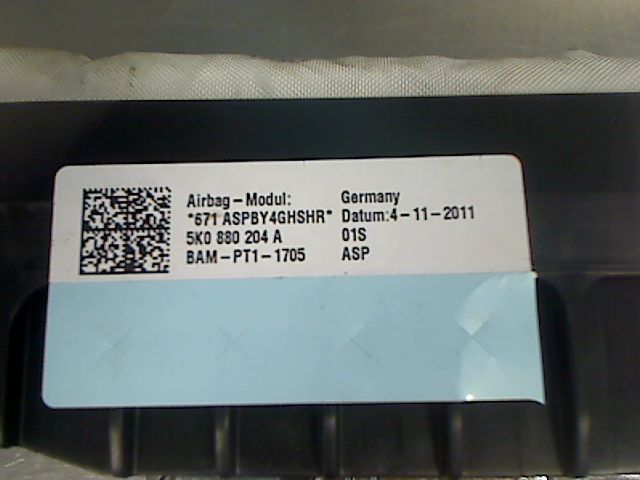 Airbag-Modul: Germany
*671 ASPBY4GHSHR* Datum:4-11-2011
5K0 880 204 A 01S
BAM-PT1-1705 ASP